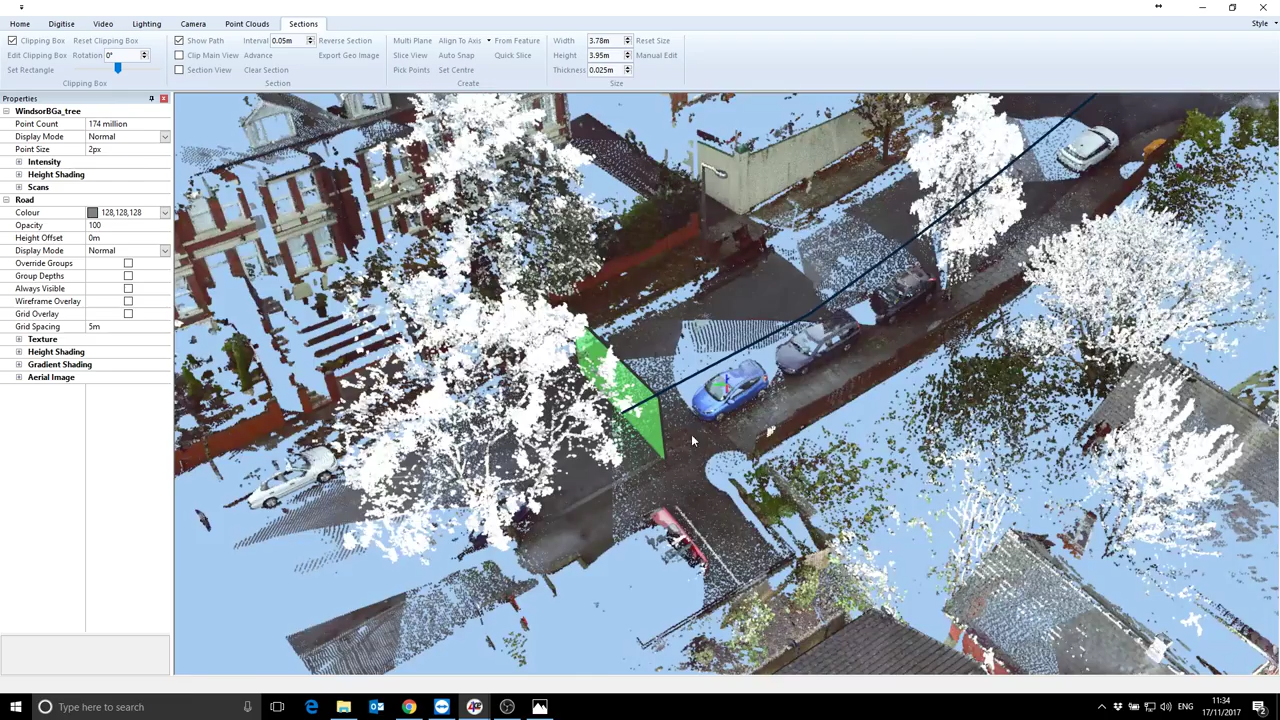 Home Digitise Video Lighting Camera Point Clouds Sections Style
Clipping Box Reset Clipping Box
Edit Clipping Box Rotation 0°
Set Rectangle
Clipping Box
Show Path Interval 0.05m Reverse Section
Clip Main View Advance Export Geo Image
Section View Clear Section
Section
Multi Plane Align To Axis From Feature
Slice View Auto Snap Quick Slice
Pick Points Set Centre
Create
Width 3.78m Reset Size
Height 3.95m Manual Edit
Thickness 0.025m
Size
Properties
WindsorBGa_tree
Point Count 174 million
Display Mode Normal
Point Size 2px
Intensity
Height Shading
Scans
Road
Colour 128,128,128
Opacity 100
Height Offset 0m
Display Mode Normal
Override Groups
Group Depths
Always Visible
Wireframe Overlay
Grid Overlay
Grid Spacing 5m
Texture
Height Shading
Gradient Shading
Aerial Image
Type here to search
11:34
17/11/2017
2